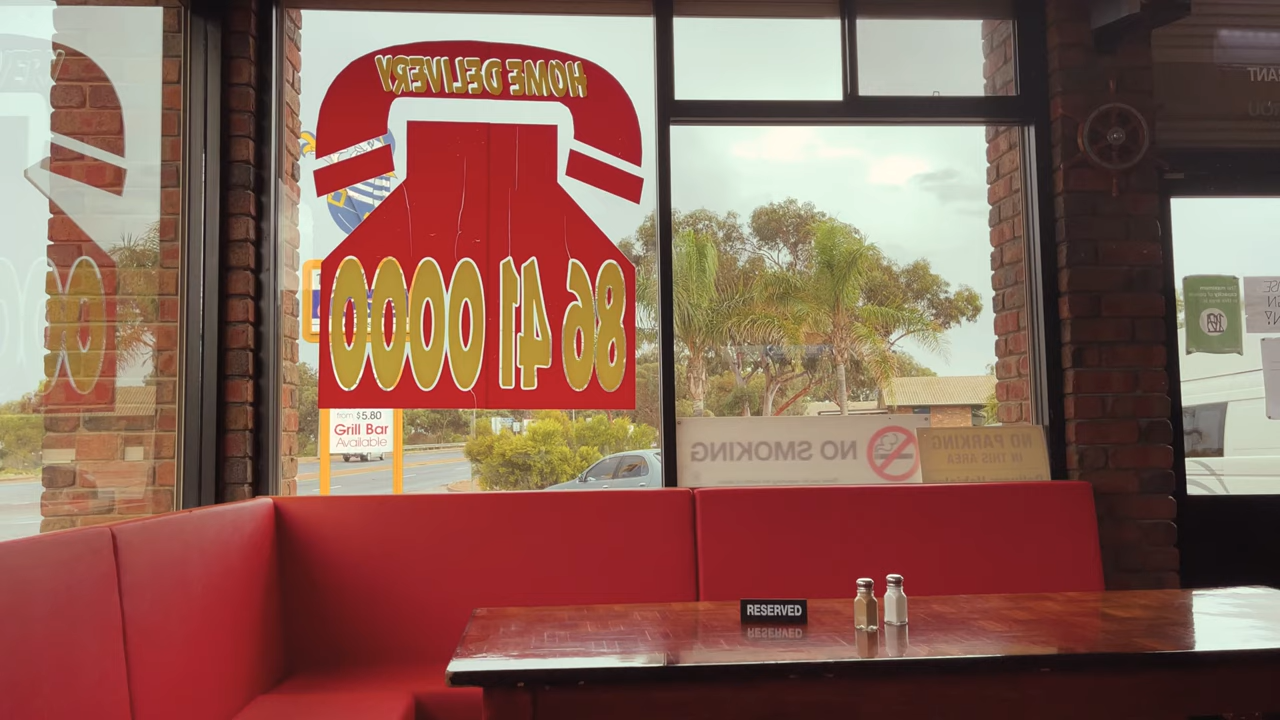 HOME DELIVERY
86 41 0000
from $5.80
Grill Bar
Available
NO SMOKING
NO PARKING
IN THIS AREA
RESERVED